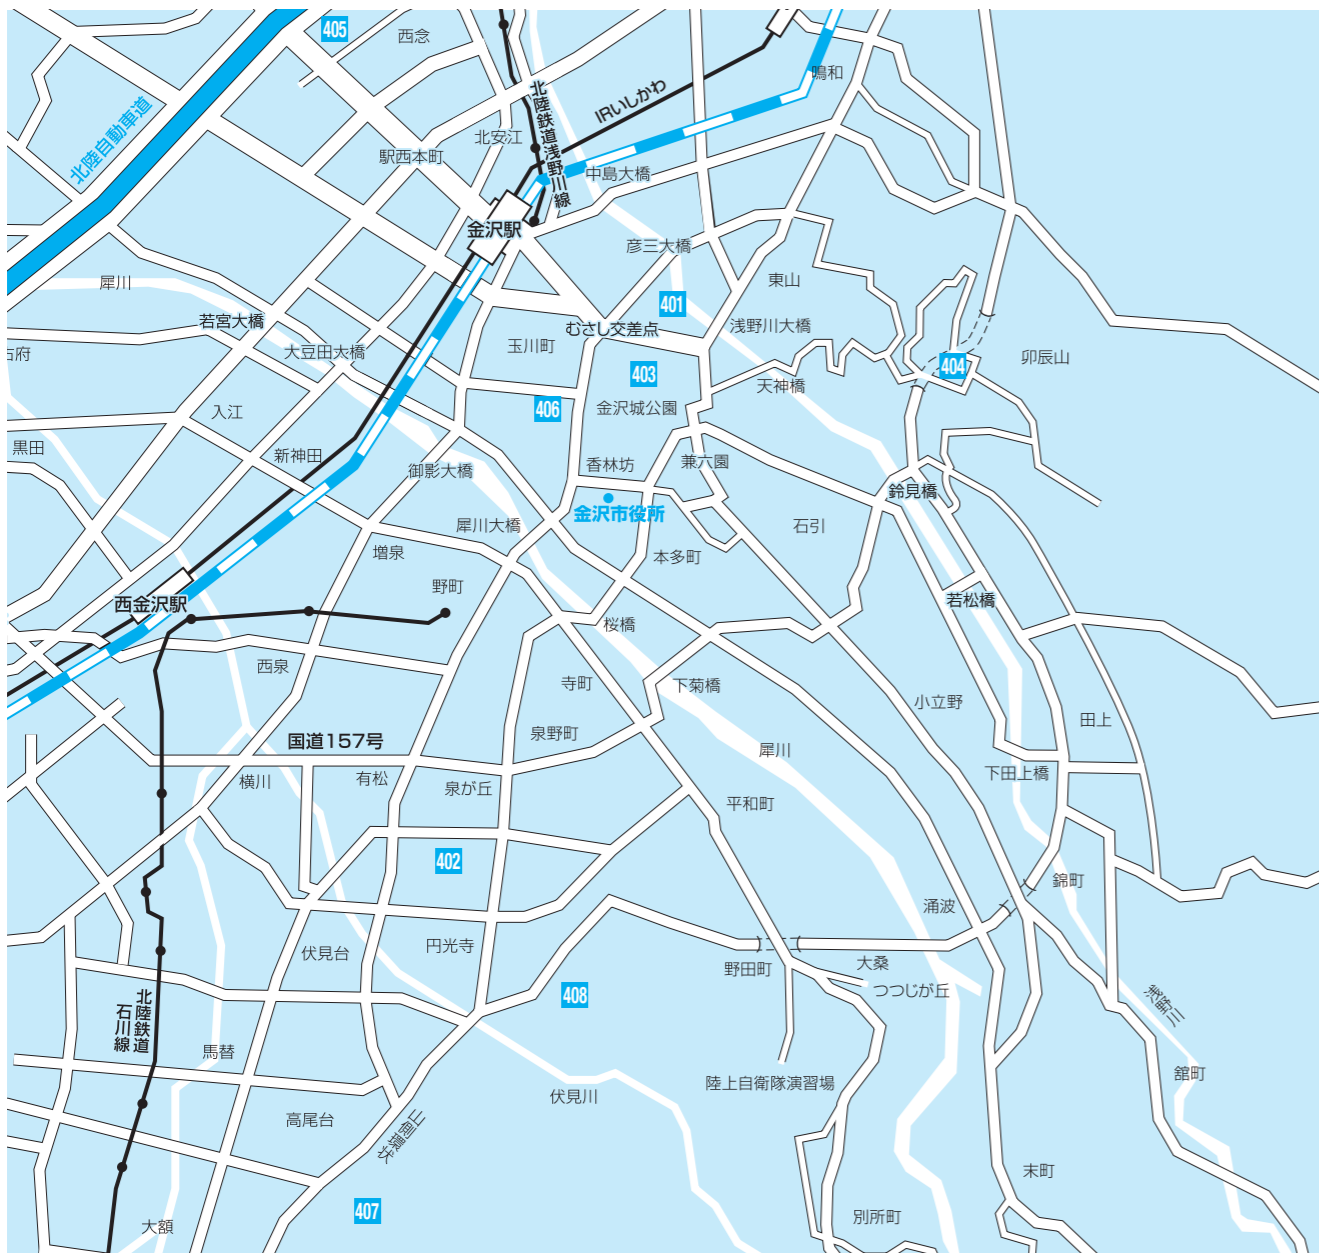 405
西念
鳴和
北陸自動車道
北陸鉄道浅野川線
IRいしかわ
北安江
駅西本町
中島大橋
金沢駅
彦三大橋
東山
犀川
401
若宮大橋
むさし交差点
浅野川大橋
玉川町
大豆田大橋
卯辰山
404
403
天神橋
406
金沢城公園
入江
黒田
新神田
香林坊
兼六園
御影大橋
鈴見橋
金沢市役所
犀川大橋
石引
増泉
本多町
野町
西金沢駅
若松橋
桜橋
西泉
寺町
下菊橋
小立野
田上
泉野町
国道157号
犀川
横川
有松
泉が丘
下田上橋
平和町
402
錦町
涌波
円光寺
伏見台
野田町
大桑
つつじが丘
408
北陸鉄道
石川線
浅野川
馬替
舘町
陸上自衛隊演習場
伏見川
高尾台
山側環状
末町
407
別所町
大額